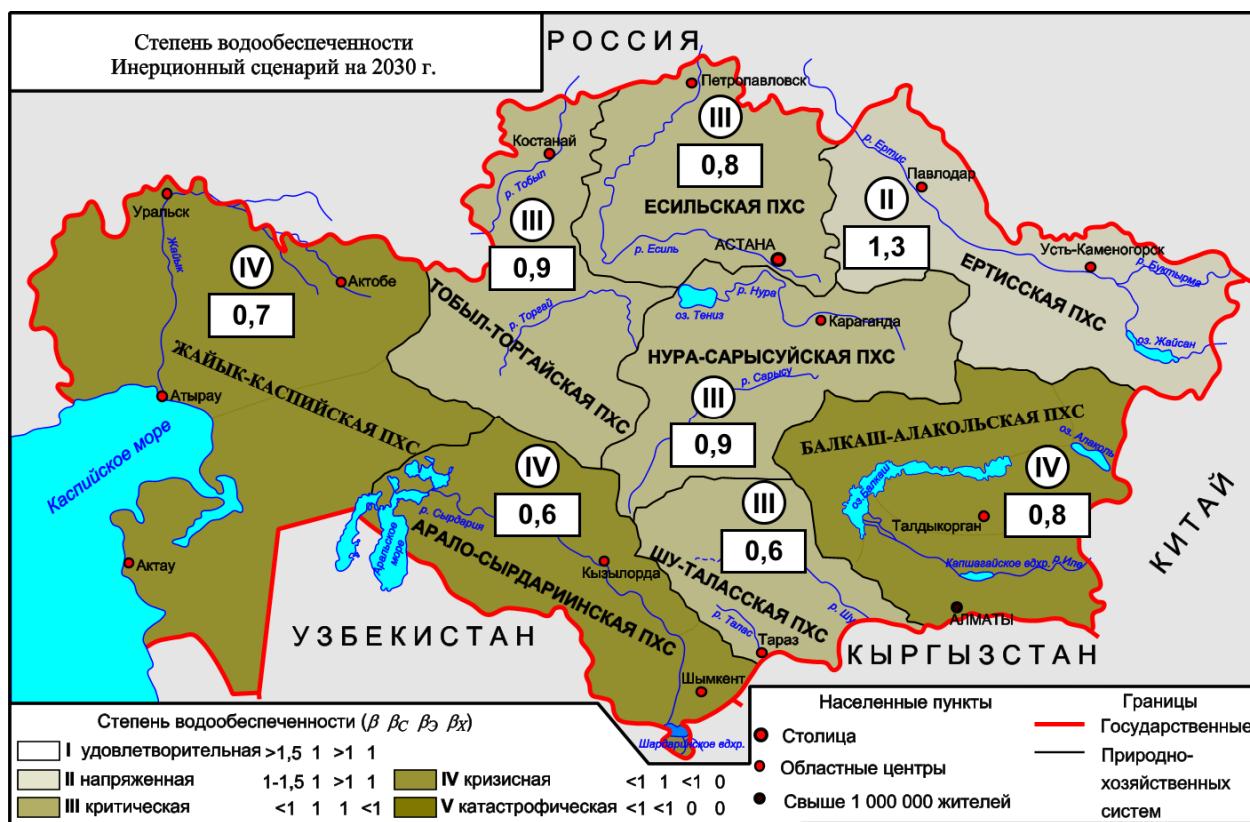 Степень водообеспеченности
Инерционный сценарий на 2030 г.
РОССИЯ
Петропавловск
III
0,8
ЕСИЛЬСКАЯ ПХС
р. Есиль
АСТАНА
Костанай
р. Тобыл
III
0,9
р. Торгай
ТОБЫЛ-ТОРГАЙСКАЯ ПХС
р. Ертис
Павлодар
II
1,3
Усть-Каменогорск
р. Буктырма
ЕРТИССКАЯ ПХС
оз. Жайсан
Уральск
Жайык
IV
0,7
Актобе
ЖАЙЫК-КАСПИЙСКАЯ ПХС
Атырау
Каспийское море
Актау
оз. Тениз
р. Нура
Караганда
НУРА-САРЫСУЙСКАЯ ПХС
р. Сарысу
III
0,9
БАЛКАШ-АЛАКОЛЬСКАЯ ПХС
оз. Алаколь
оз. Балкаш
IV
0,8
Талдыкорган
Капшагайское вдхр.
р. Иле
АЛМАТЫ
КИТАЙ
IV
0,6
р. Сырдария
Аральское
море
АРАЛО-СЫРДАРИИНСКАЯ ПХС
Кызылорда
Шымкент
Шардаринское вдхр.
III
0,6
ШУ-ТАЛАССКАЯ ПХС
р. Шу
р. Талас
Тараз
УЗБЕКИСТАН
КЫРГЫЗСТАН
Степень водообеспеченности (β βС βЭ βХ)
I удовлетворительная >1,5 1 >1 1
II напряженная 1-1,5 1 >1 1
III критическая <1 1 1 <1
IV кризисная <1 1 <1 0
V катастрофическая <1 <1 0 0
Населенные пункты
Столица
Областные центры
Свыше 1 000 000 жителей
Границы
Государственные
Природно-
хозяйственных
систем